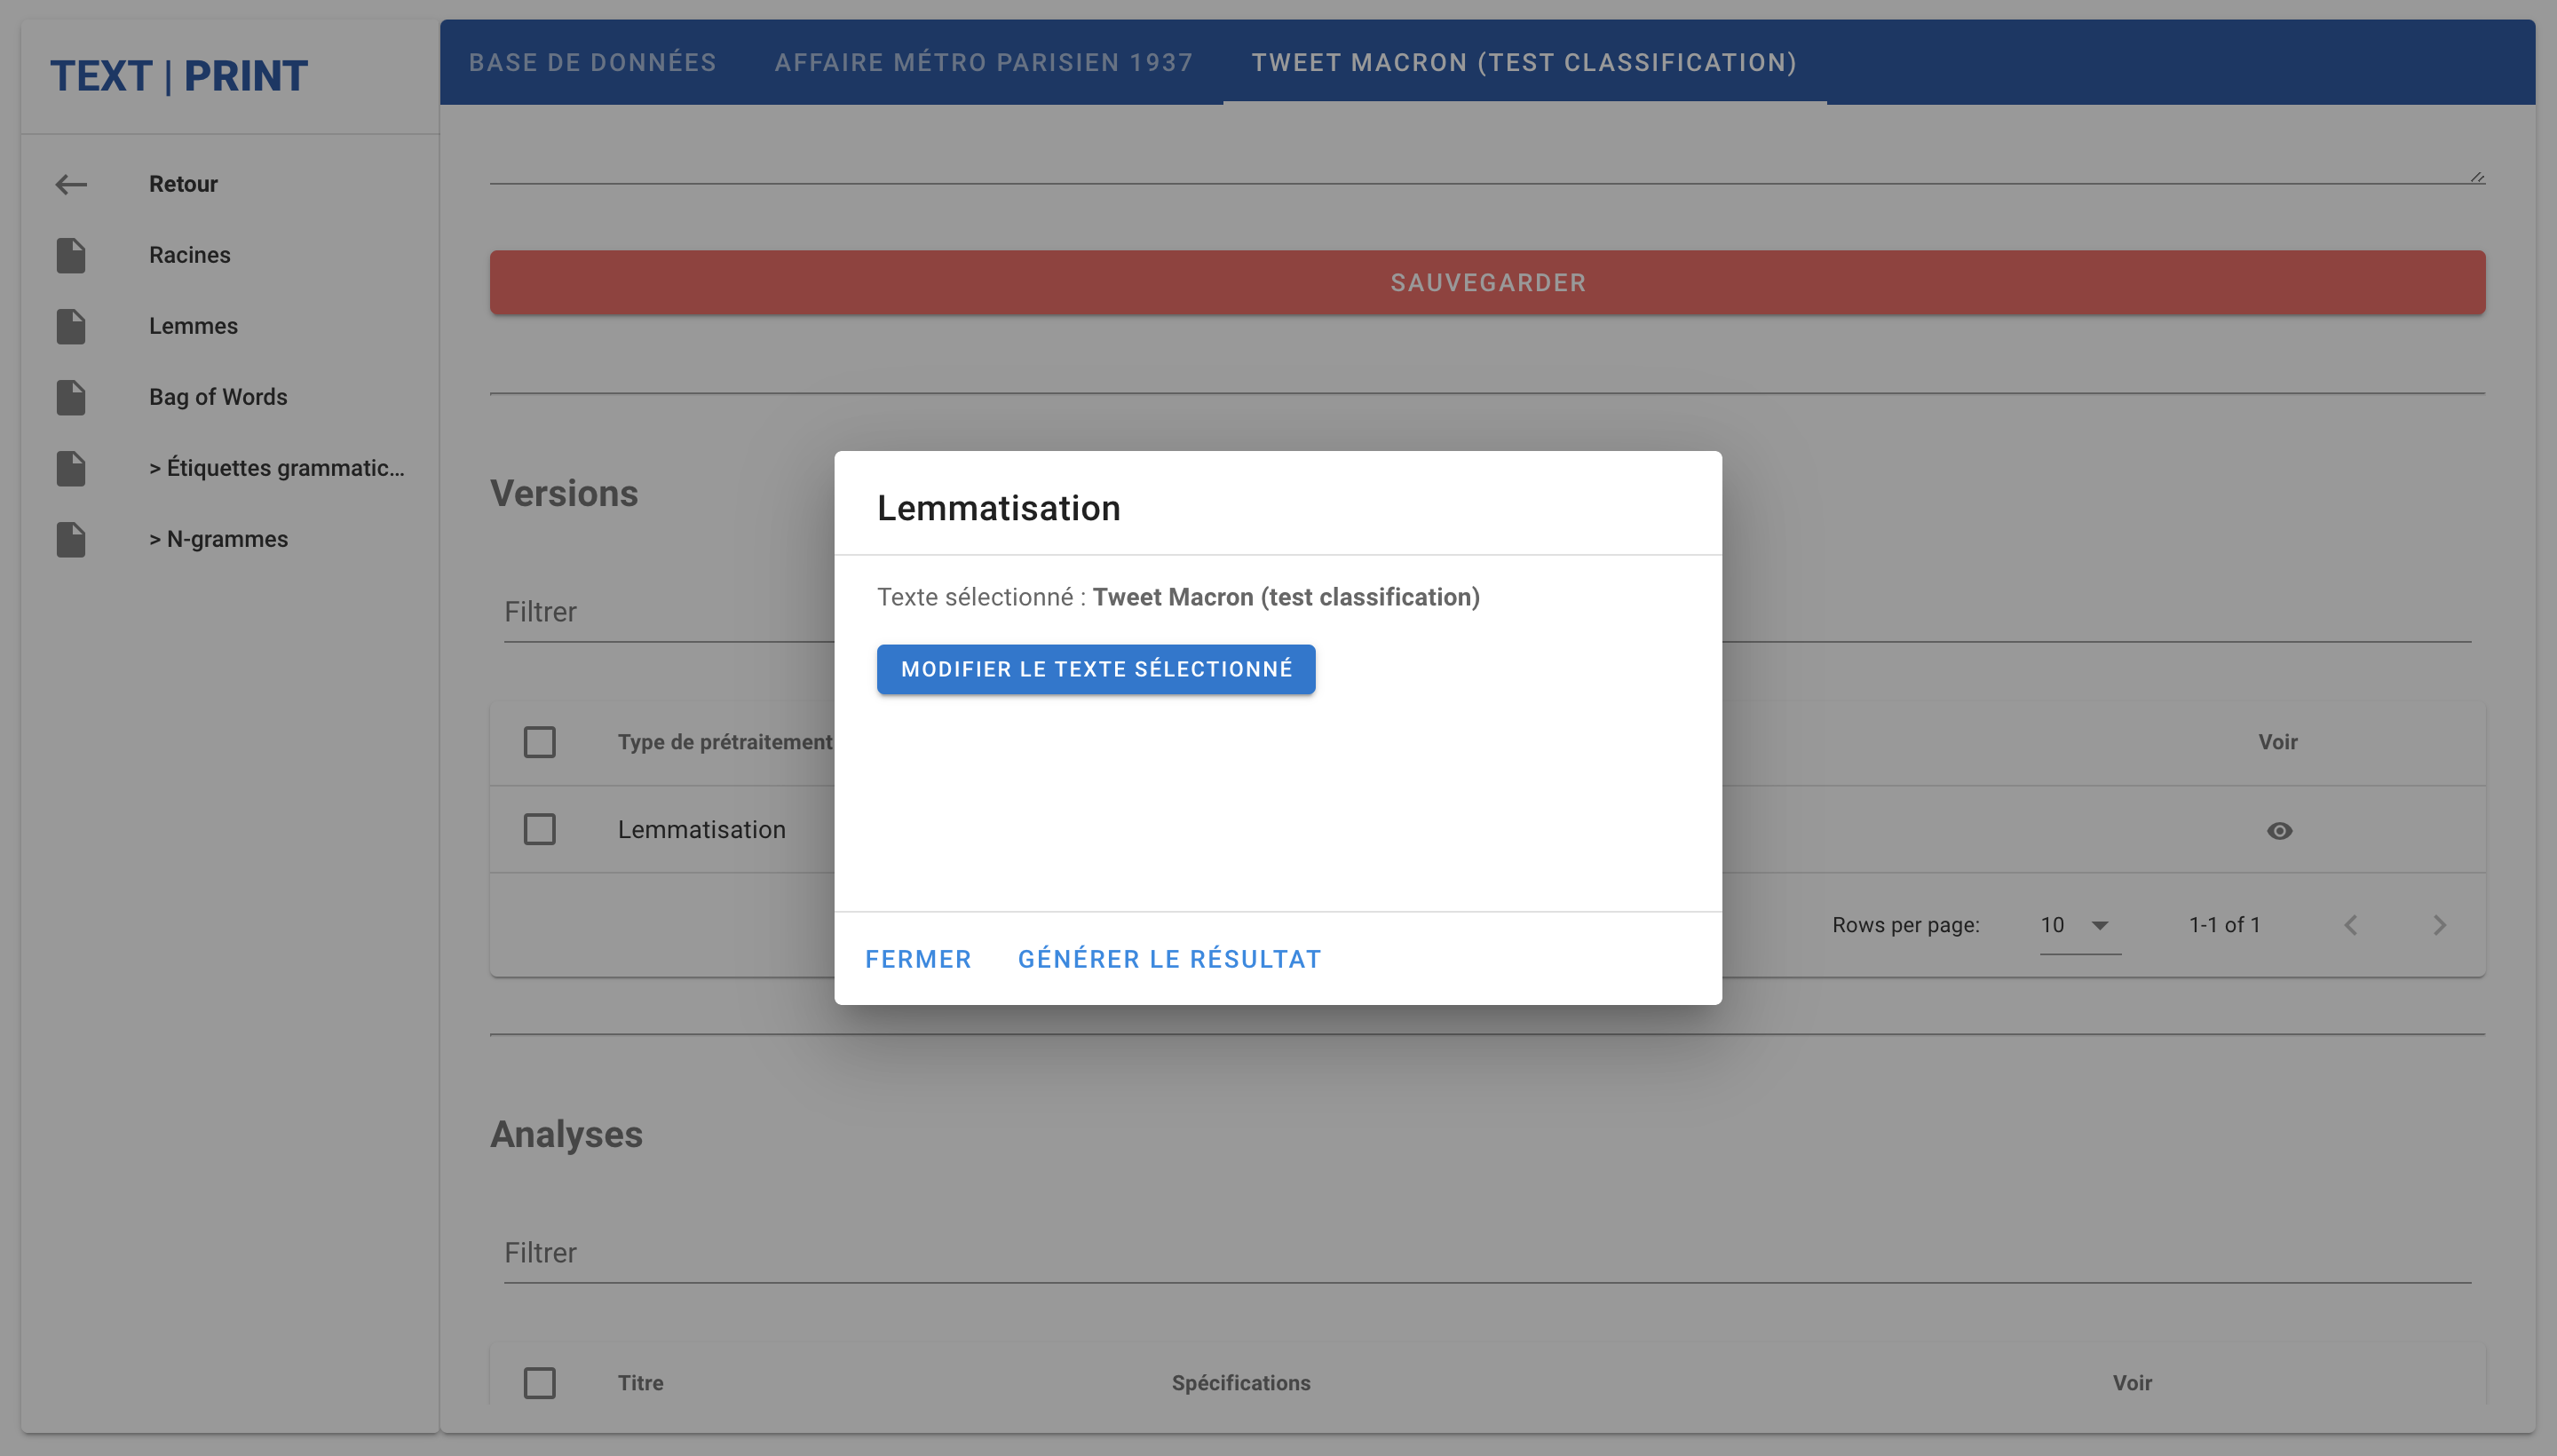 TEXT | PRINT
Retour
Racines
Lemmes
Bag of Words
> Étiquettes grammatic...
> N-grammes
BASE DE DONNÉES
AFFAIRE MÉTRO PARISIEN 1937
TWEET MACRON (TEST CLASSIFICATION)
SAUVEGARDER
Versions
Filtrer
Type de prétraitement
Voir
Lemmatisation
Rows per page:
10
1-1 of 1
Lemmatisation
Texte sélectionné : Tweet Macron (test classification)
MODIFIER LE TEXTE SÉLECTIONNÉ
FERMER
GÉNÉRER LE RÉSULTAT
Analyses
Filtrer
Titre
Spécifications
Voir